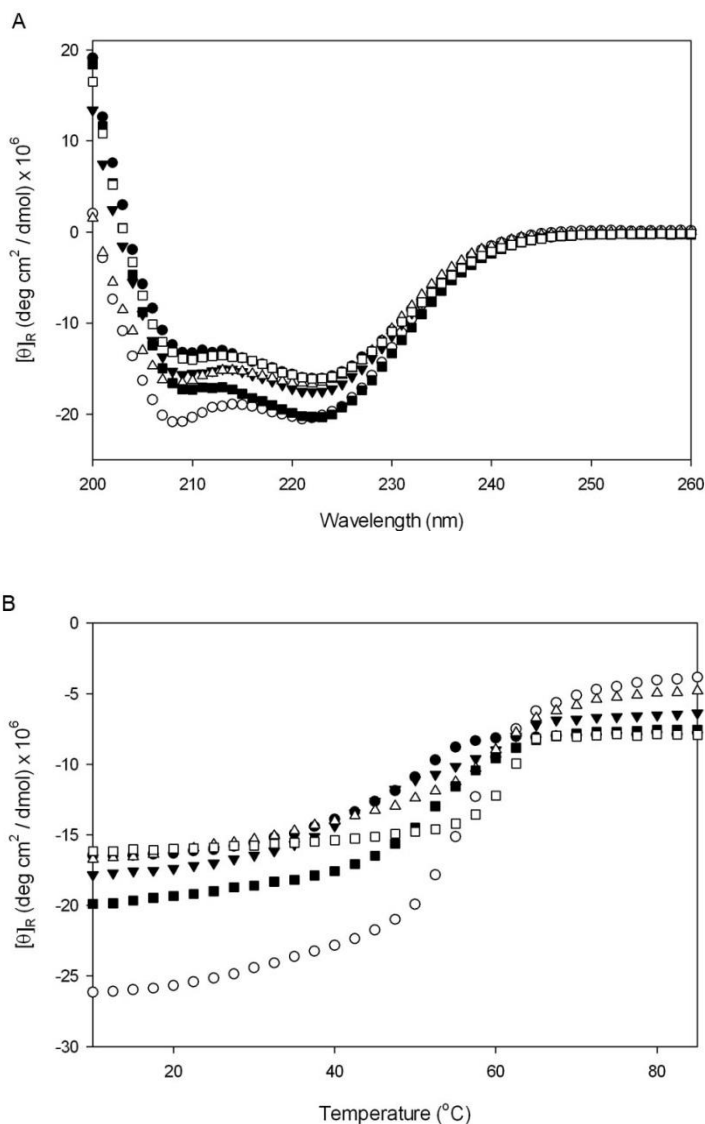 A
20
10
0
-10
-20
[θ]R (deg cm² / dmol) x 10⁶
200 210 220 230 240 250 260
Wavelength (nm)
B
0
-5
-10
-15
-20
-25
-30
[θ]R (deg cm² / dmol) x 10⁶
20 40 60 80
Temperature (°C)